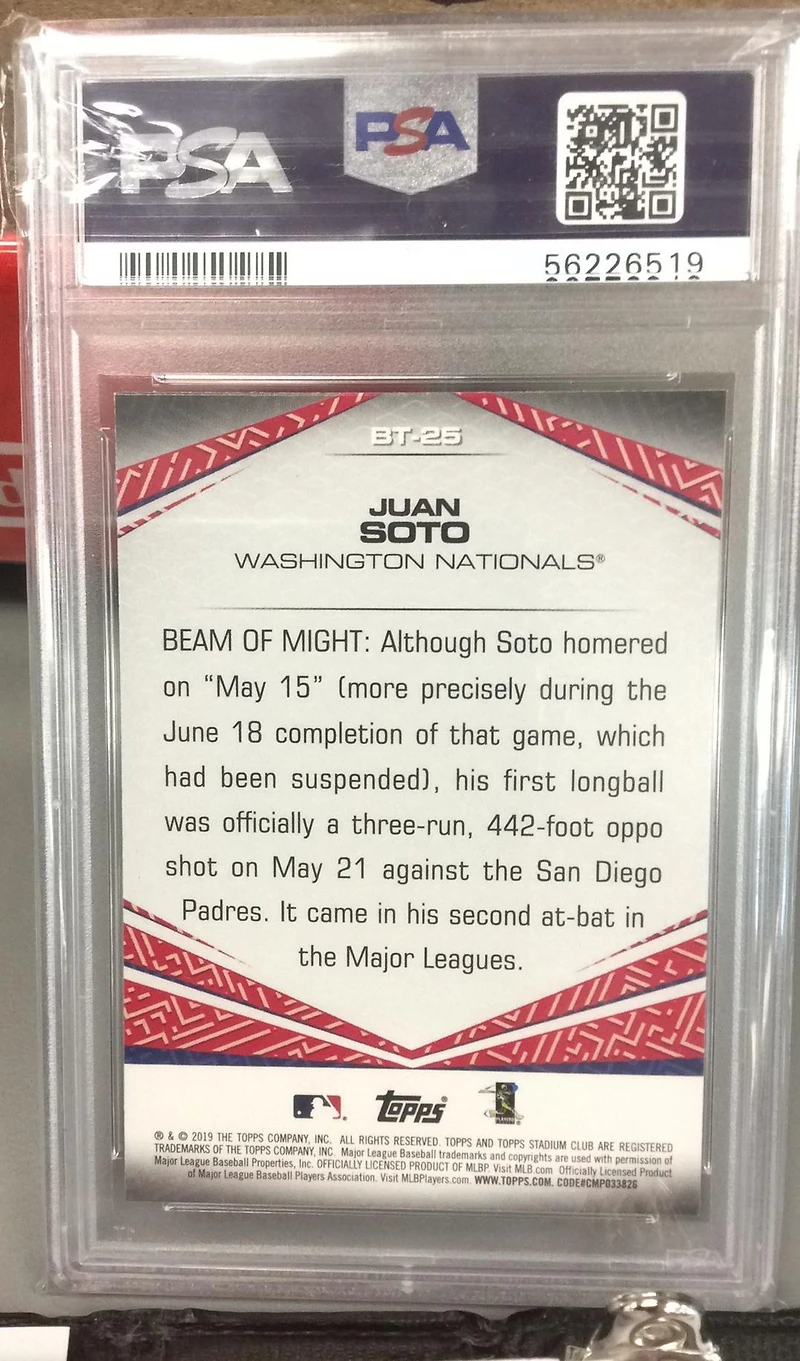 PSA PSA
56226519
BT-25
JUAN
SOTO
WASHINGTON NATIONALS®
BEAM OF MIGHT: Although Soto homered
on “May 15” (more precisely during the
June 18 completion of that game, which
had been suspended), his first longball
was officially a three-run, 442-foot oppo
shot on May 21 against the San Diego
Padres. It came in his second at-bat in
the Major Leagues.
Topps®
® & © 2019 THE TOPPS COMPANY, INC. ALL RIGHTS RESERVED. TOPPS AND TOPPS STADIUM CLUB ARE REGISTERED
TRADEMARKS OF THE TOPPS COMPANY, INC. Major League Baseball trademarks and copyrights are used with permission of
Major League Baseball Properties, Inc. OFFICIALLY LICENSED PRODUCT OF MLBP. Visit MLB.com Officially Licensed Product
of Major League Baseball Players Association. Visit MLBPlayers.com. WWW.TOPPS.COM. CODE#CMP033826